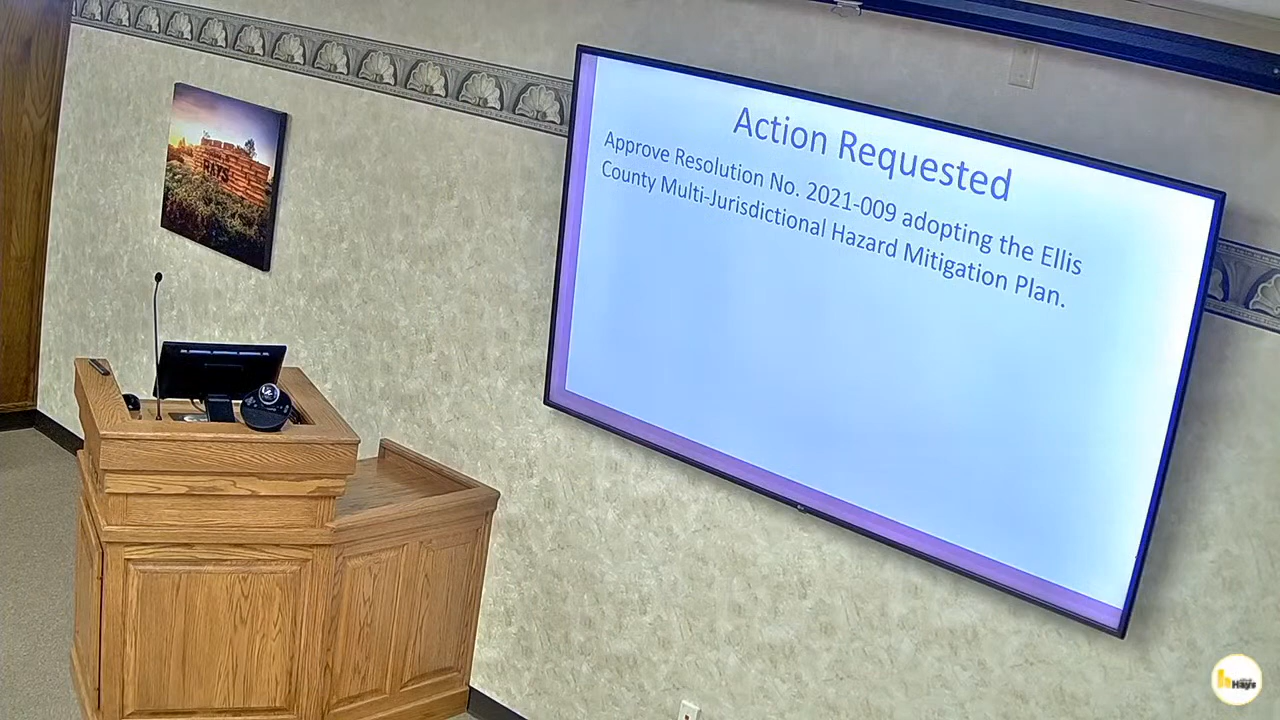 Action Requested
Approve Resolution No. 2021-009 adopting the Ellis
County Multi-Jurisdictional Hazard Mitigation Plan.
HAYS
Hays